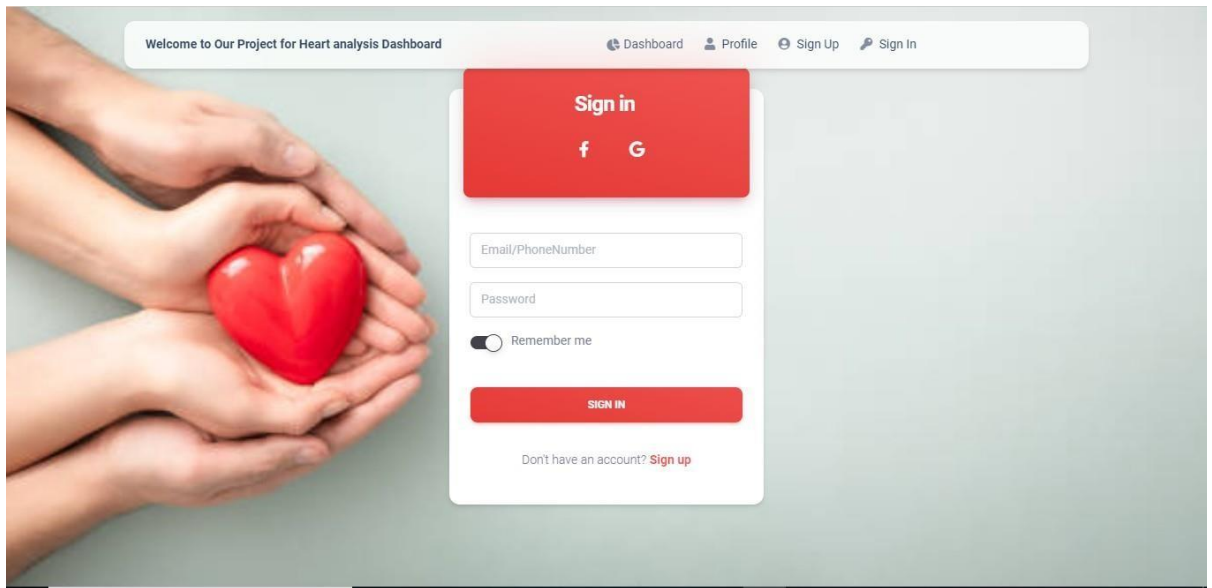 Welcome to Our Project for Heart analysis Dashboard
Dashboard
Profile
Sign Up
Sign In
Sign in
Email/PhoneNumber
Password
Remember me
SIGN IN
Don't have an account? Sign up